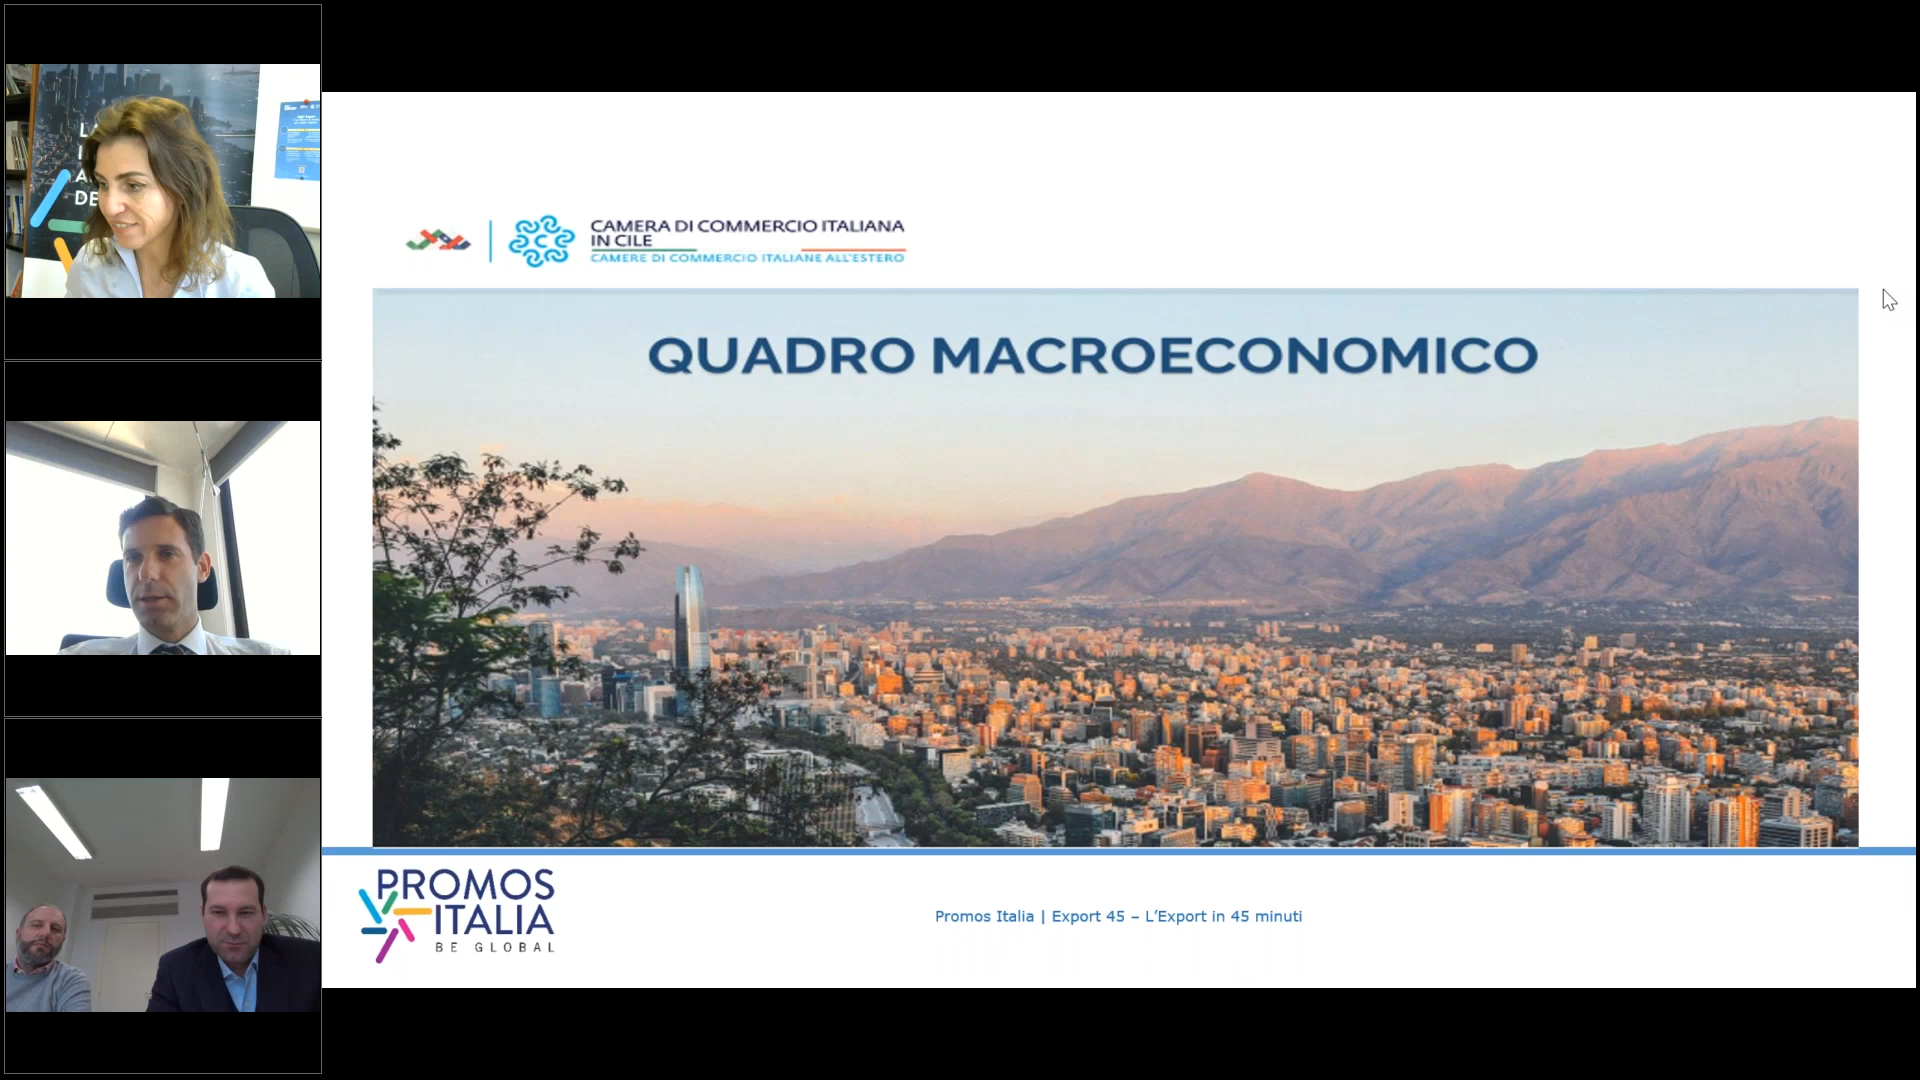 CAMERA DI COMMERCIO ITALIANA
IN CILE
CAMERE DI COMMERCIO ITALIANE ALL'ESTERO
QUADRO MACROECONOMICO
PROMOS
ITALIA
BE GLOBAL
Promos Italia | Export 45 – L'Export in 45 minuti